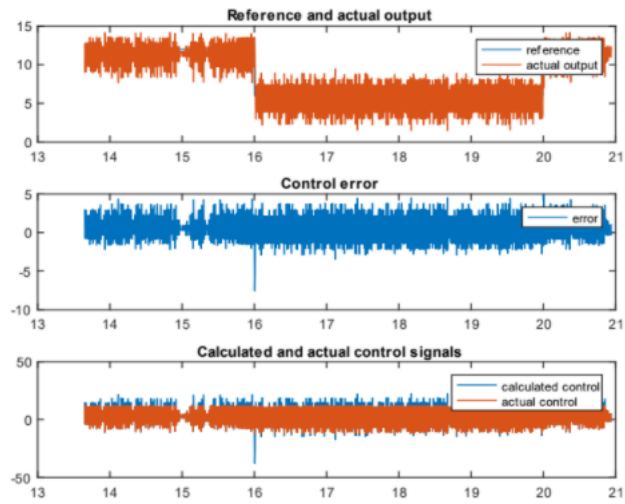 Reference and actual output
15
10
5
0
reference
actual output
13 14 15 16 17 18 19 20 21
Control error
5
0
-5
-10
error
13 14 15 16 17 18 19 20 21
Calculated and actual control signals
50
0
-50
calculated control
actual control
13 14 15 16 17 18 19 20 21